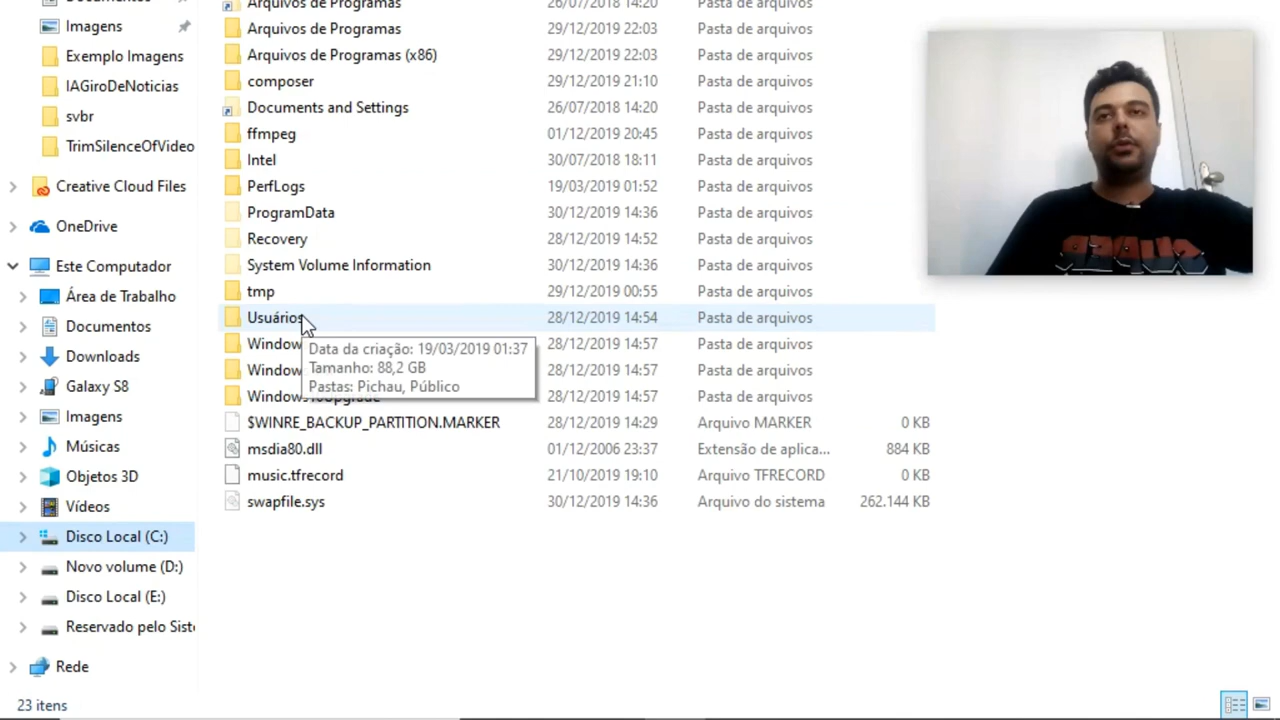 Documentos
Imagens
Exemplo Imagens
IAGiroDeNoticias
svbr
TrimSilenceOfVideo
Creative Cloud Files
OneDrive
Este Computador
Área de Trabalho
Documentos
Downloads
Galaxy S8
Imagens
Músicas
Objetos 3D
Vídeos
Disco Local (C:)
Novo volume (D:)
Disco Local (E:)
Reservado pelo Siste
Rede
Arquivos de Programas 26/07/2018 14:20 Pasta de arquivos
Arquivos de Programas 29/12/2019 22:03 Pasta de arquivos
Arquivos de Programas (x86) 29/12/2019 22:03 Pasta de arquivos
composer 29/12/2019 21:10 Pasta de arquivos
Documents and Settings 26/07/2018 14:20 Pasta de arquivos
ffmpeg 01/12/2019 20:45 Pasta de arquivos
Intel 30/07/2018 18:11 Pasta de arquivos
PerfLogs 19/03/2019 01:52 Pasta de arquivos
ProgramData 30/12/2019 14:36 Pasta de arquivos
Recovery 28/12/2019 14:52 Pasta de arquivos
System Volume Information 30/12/2019 14:36 Pasta de arquivos
tmp 29/12/2019 00:55 Pasta de arquivos
Usuários 28/12/2019 14:54 Pasta de arquivos
Window 28/12/2019 14:57 Pasta de arquivos
Window 28/12/2019 14:57 Pasta de arquivos
Windows10Upgrade 28/12/2019 14:57 Pasta de arquivos
Data da criação: 19/03/2019 01:37
Tamanho: 88,2 GB
Pastas: Pichau, Público
$WINRE_BACKUP_PARTITION.MARKER 28/12/2019 14:29 Arquivo MARKER 0 KB
msdia80.dll 01/12/2006 23:37 Extensão de aplica... 884 KB
music.tfrecord 21/10/2019 19:10 Arquivo TFRECORD 0 KB
swapfile.sys 30/12/2019 14:36 Arquivo do sistema 262.144 KB
23 itens